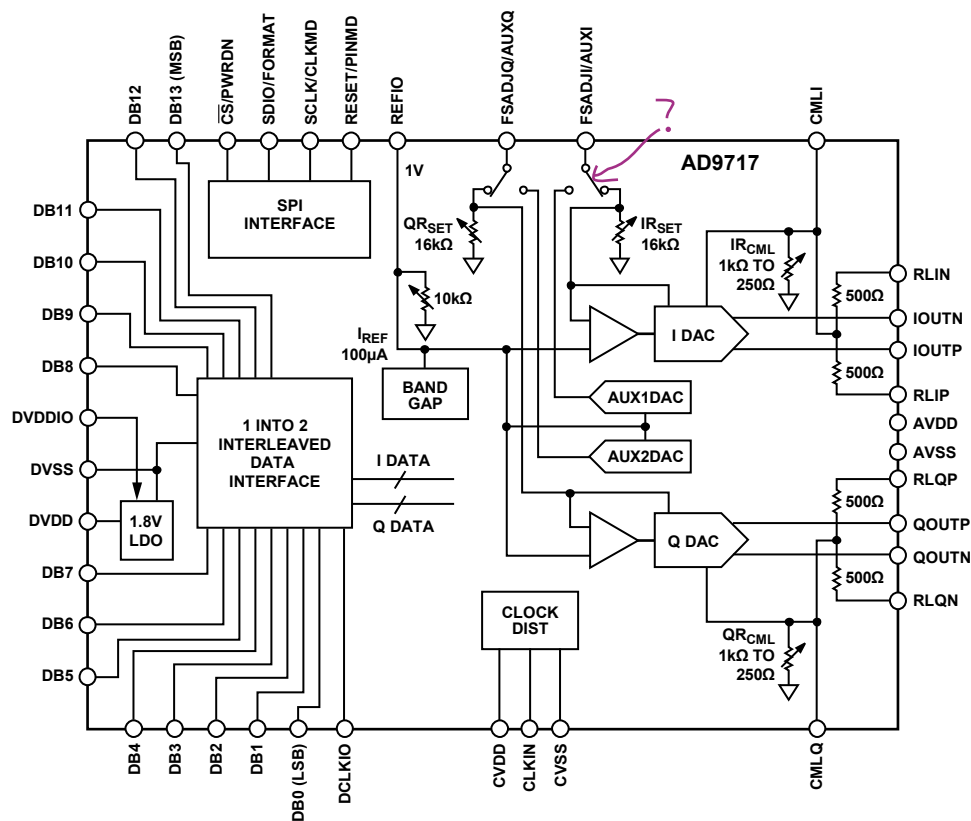 DB12
DB13 (MSB)
CS/PWRDN
SDIO/FORMAT
SCLK/CLKMD
RESET/PINMD
REFIO
FSADJQ/AUXQ
FSADJI/AUXI
?
CMLI
1V
AD9717
SPI
INTERFACE
DB11
DB10
DB9
DB8
DVDDIO
DVSS
DVDD
DB7
DB6
DB5
QRSET
16kΩ
IRSET
16kΩ
IRCML
1kΩ TO
250Ω
10kΩ
IREF
100µA
BAND
GAP
I DAC
500Ω
500Ω
RLIN
IOUTN
IOUTP
RLIP
AVDD
AVSS
RLQP
QOUTP
QOUTN
RLQN
1 INTO 2
INTERLEAVED
DATA
INTERFACE
I DATA
Q DATA
1.8V
LDO
AUX1DAC
AUX2DAC
Q DAC
500Ω
500Ω
CLOCK
DIST
QRCML
1kΩ TO
250Ω
DB4
DB3
DB2
DB1
DB0 (LSB)
DCLKIO
CVDD
CLKIN
CVSS
CMLQ